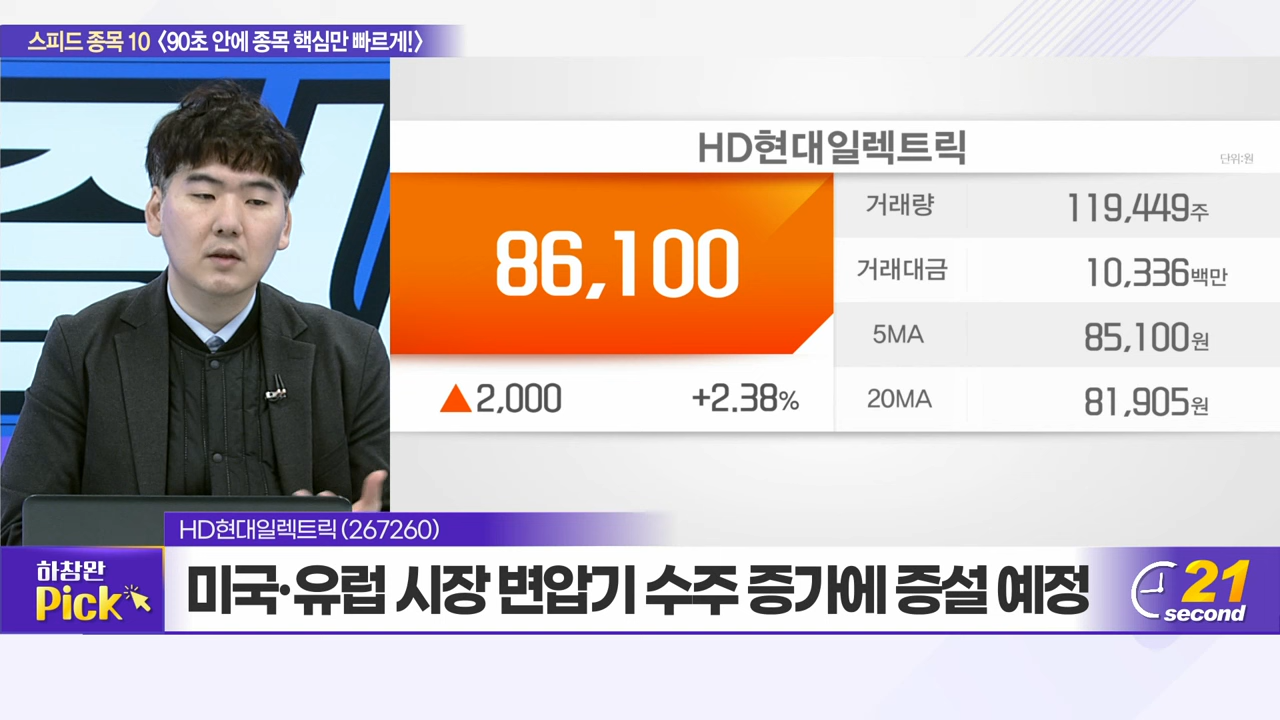 스피드 종목 10 〈90초 안에 종목 핵심만 빠르게!〉
HD현대일렉트릭
단위:원
86,100
▲2,000 +2.38%
거래량 119,449주
거래대금 10,336백만
5MA 85,100원
20MA 81,905원
HD현대일렉트릭 (267260)
하창완
Pick
미국·유럽 시장 변압기 수주 증가에 증설 예정
21
second